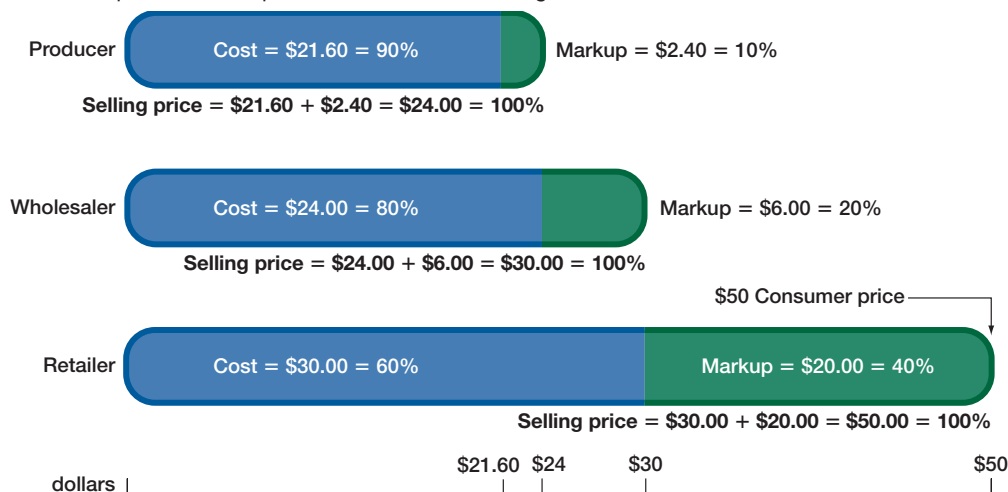 Producer Cost = $21.60 = 90% Markup = $2.40 = 10%
Selling price = $21.60 + $2.40 = $24.00 = 100%
Wholesaler Cost = $24.00 = 80% Markup = $6.00 = 20%
Selling price = $24.00 + $6.00 = $30.00 = 100%
$50 Consumer price
Retailer Cost = $30.00 = 60% Markup = $20.00 = 40%
Selling price = $30.00 + $20.00 = $50.00 = 100%
$21.60 $24 $30 $50
dollars